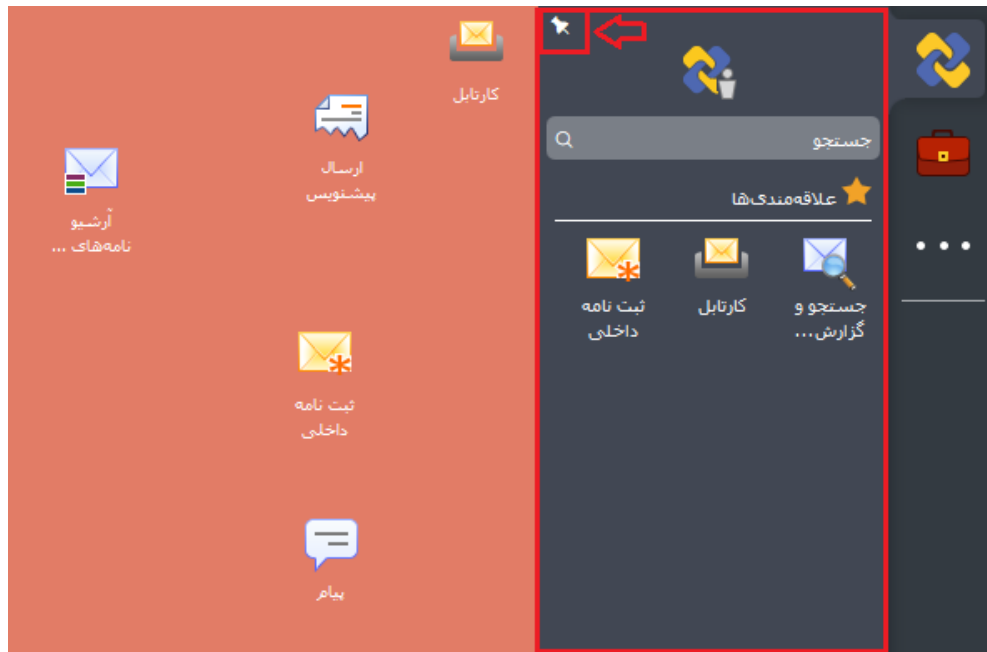 جستجو
علاقه‌مندی‌ها
جستجو و
گزارش...
کارتابل
ثبت نامه
داخلی
کارتابل
ارسال
پیشنویس
آرشیو
نامه‌های ...
ثبت نامه
داخلی
پیام